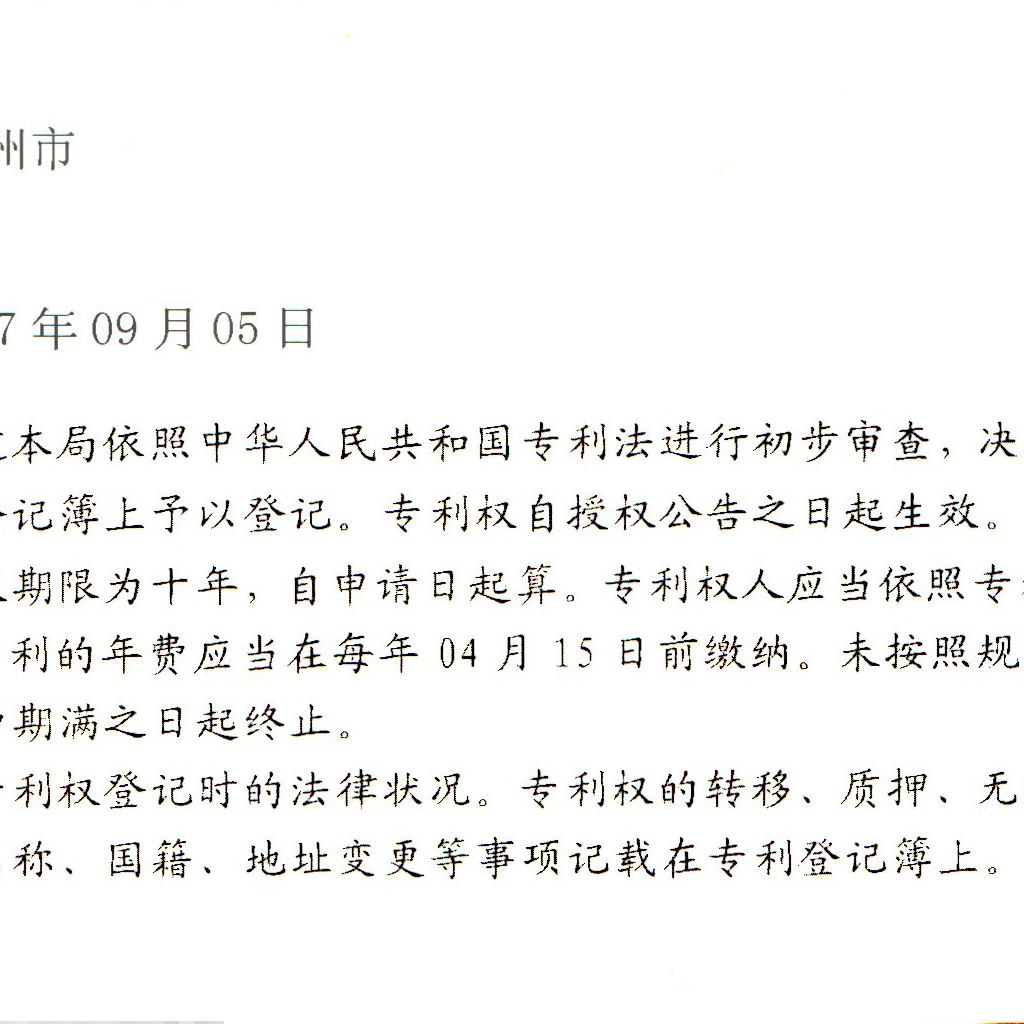 州市
7年09月05日
本局依照中华人民共和国专利法进行初步审查，决
记簿上予以登记。专利权自授权公告之日起生效。
期限为十年，自申请日起算。专利权人应当依照专
利的年费应当在每年 04 月 15 日前缴纳。未按照规
期满之日起终止。
利权登记时的法律状况。专利权的转移、质押、无
称、国籍、地址变更等事项记载在专利登记簿上。